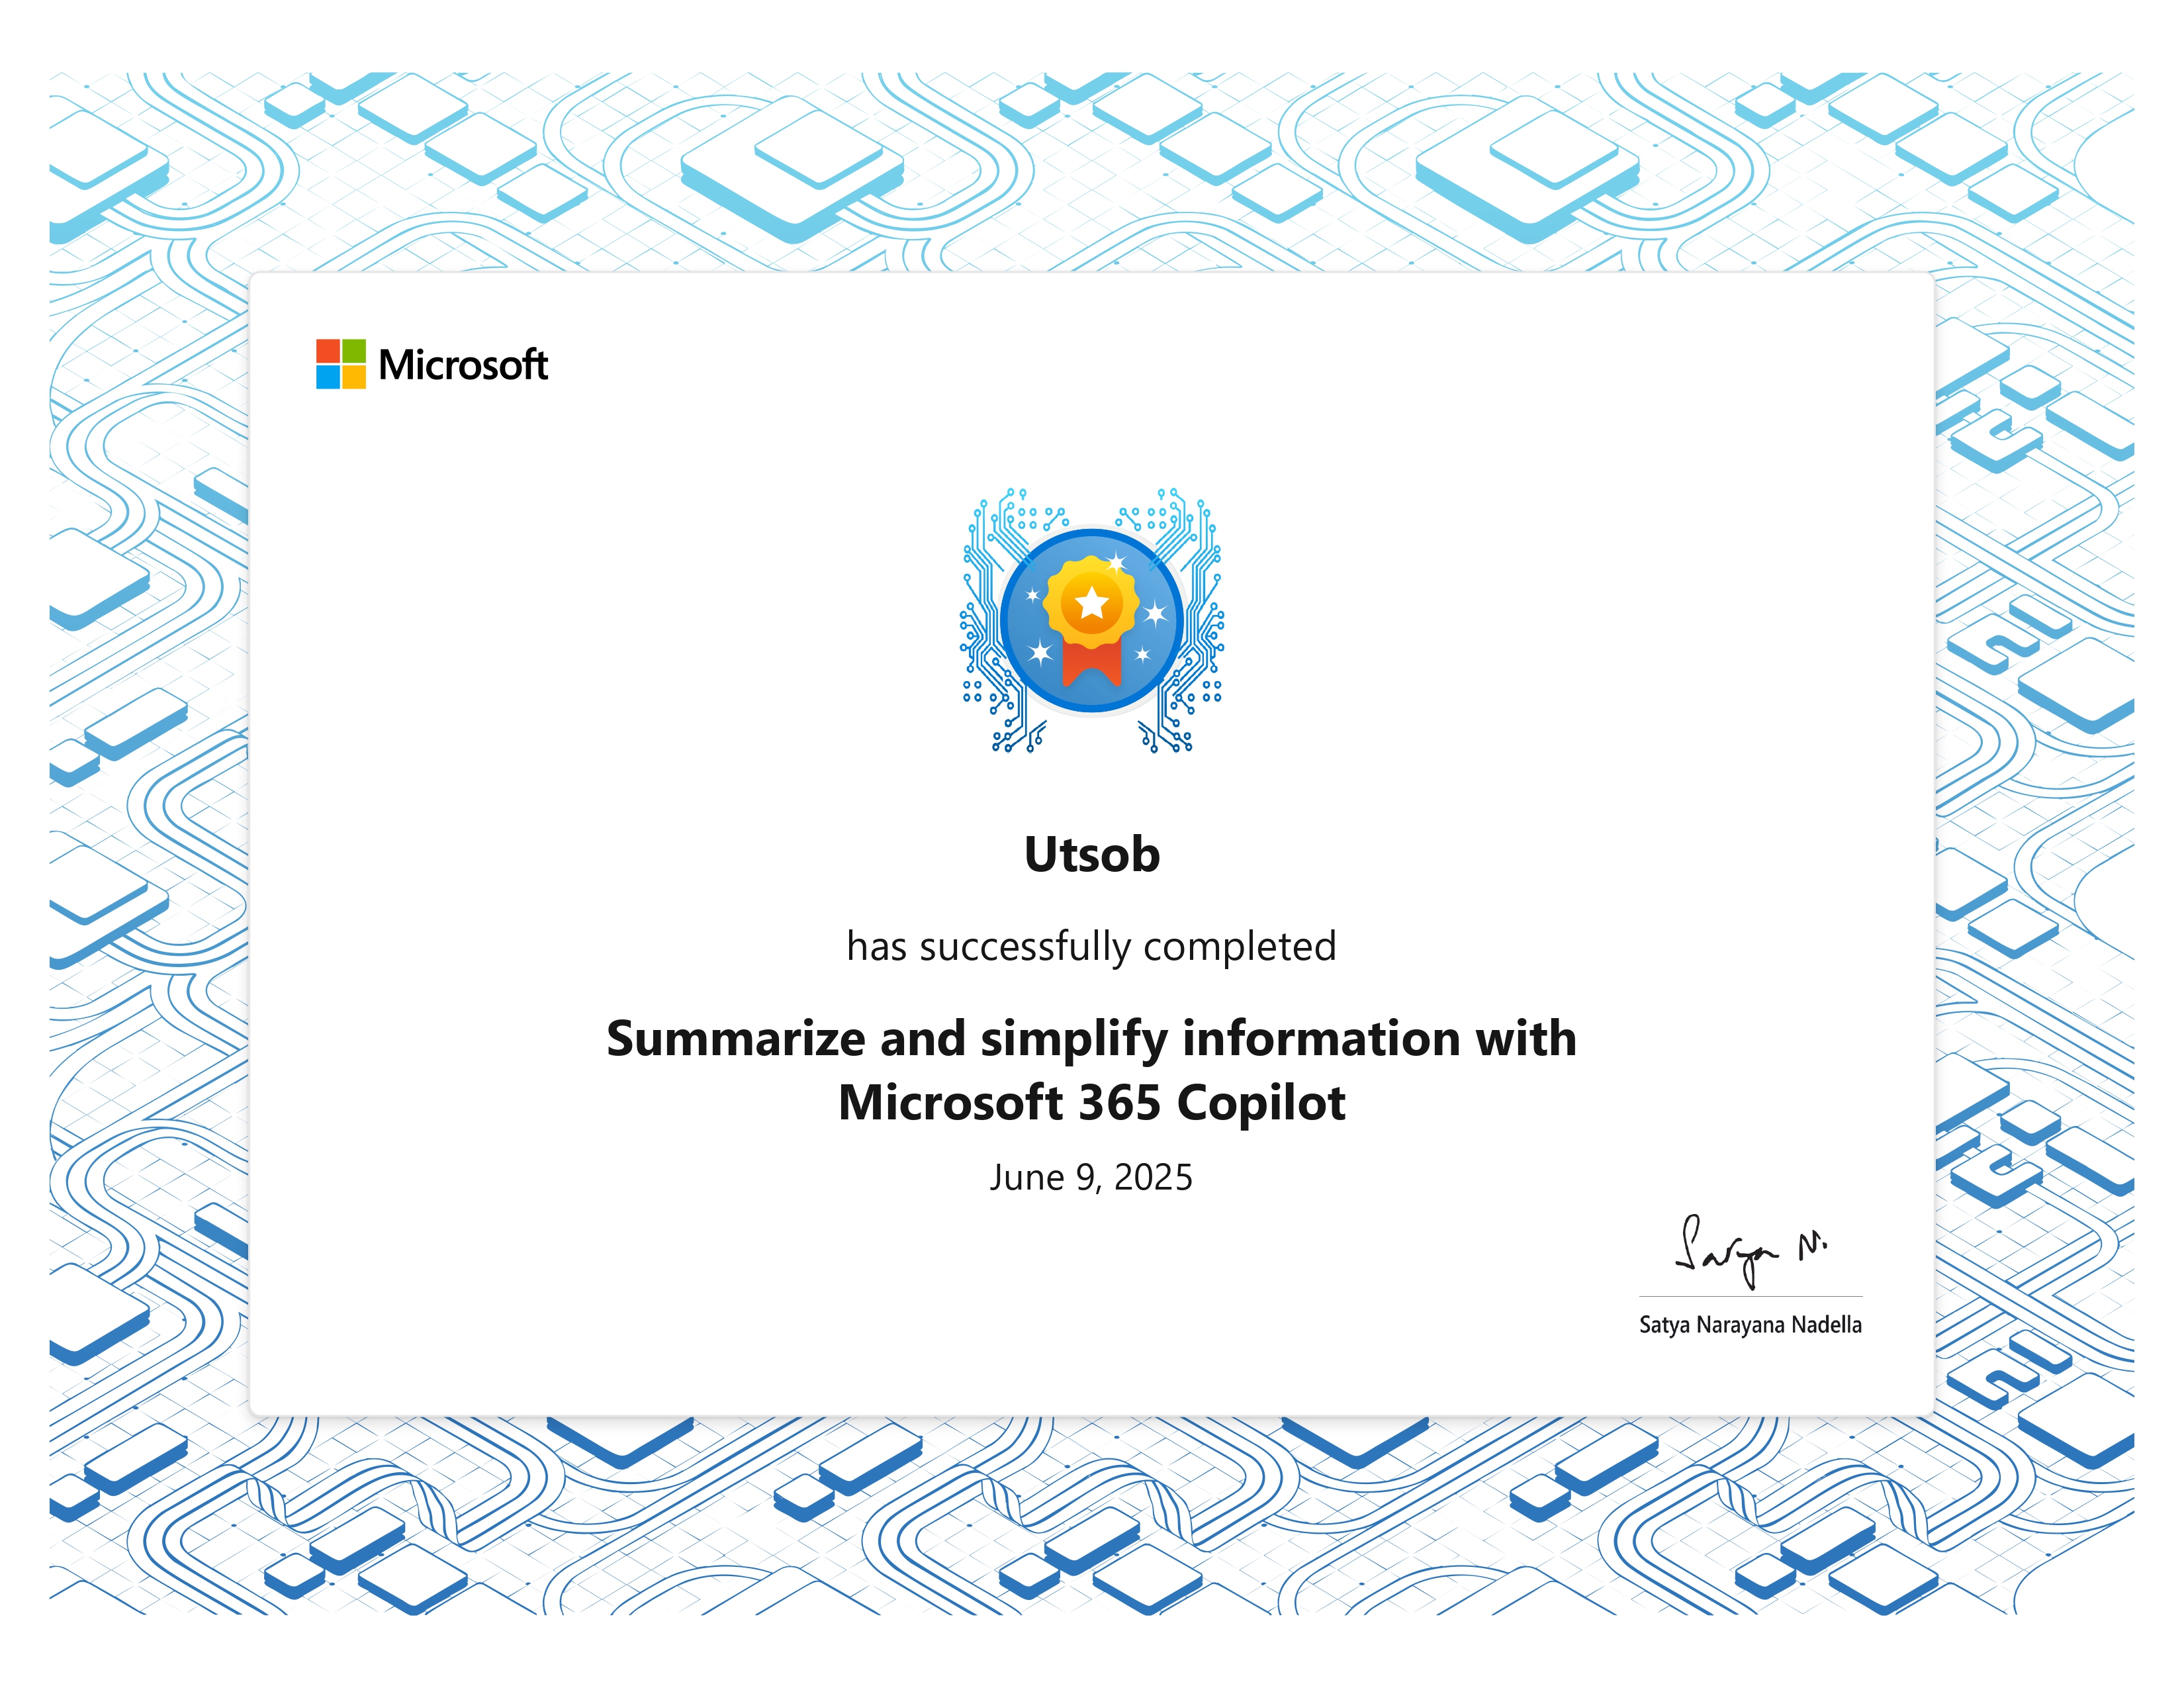 Microsoft
Utsob
has successfully completed
Summarize and simplify information with
Microsoft 365 Copilot
June 9, 2025
Satya N.
Satya Narayana Nadella